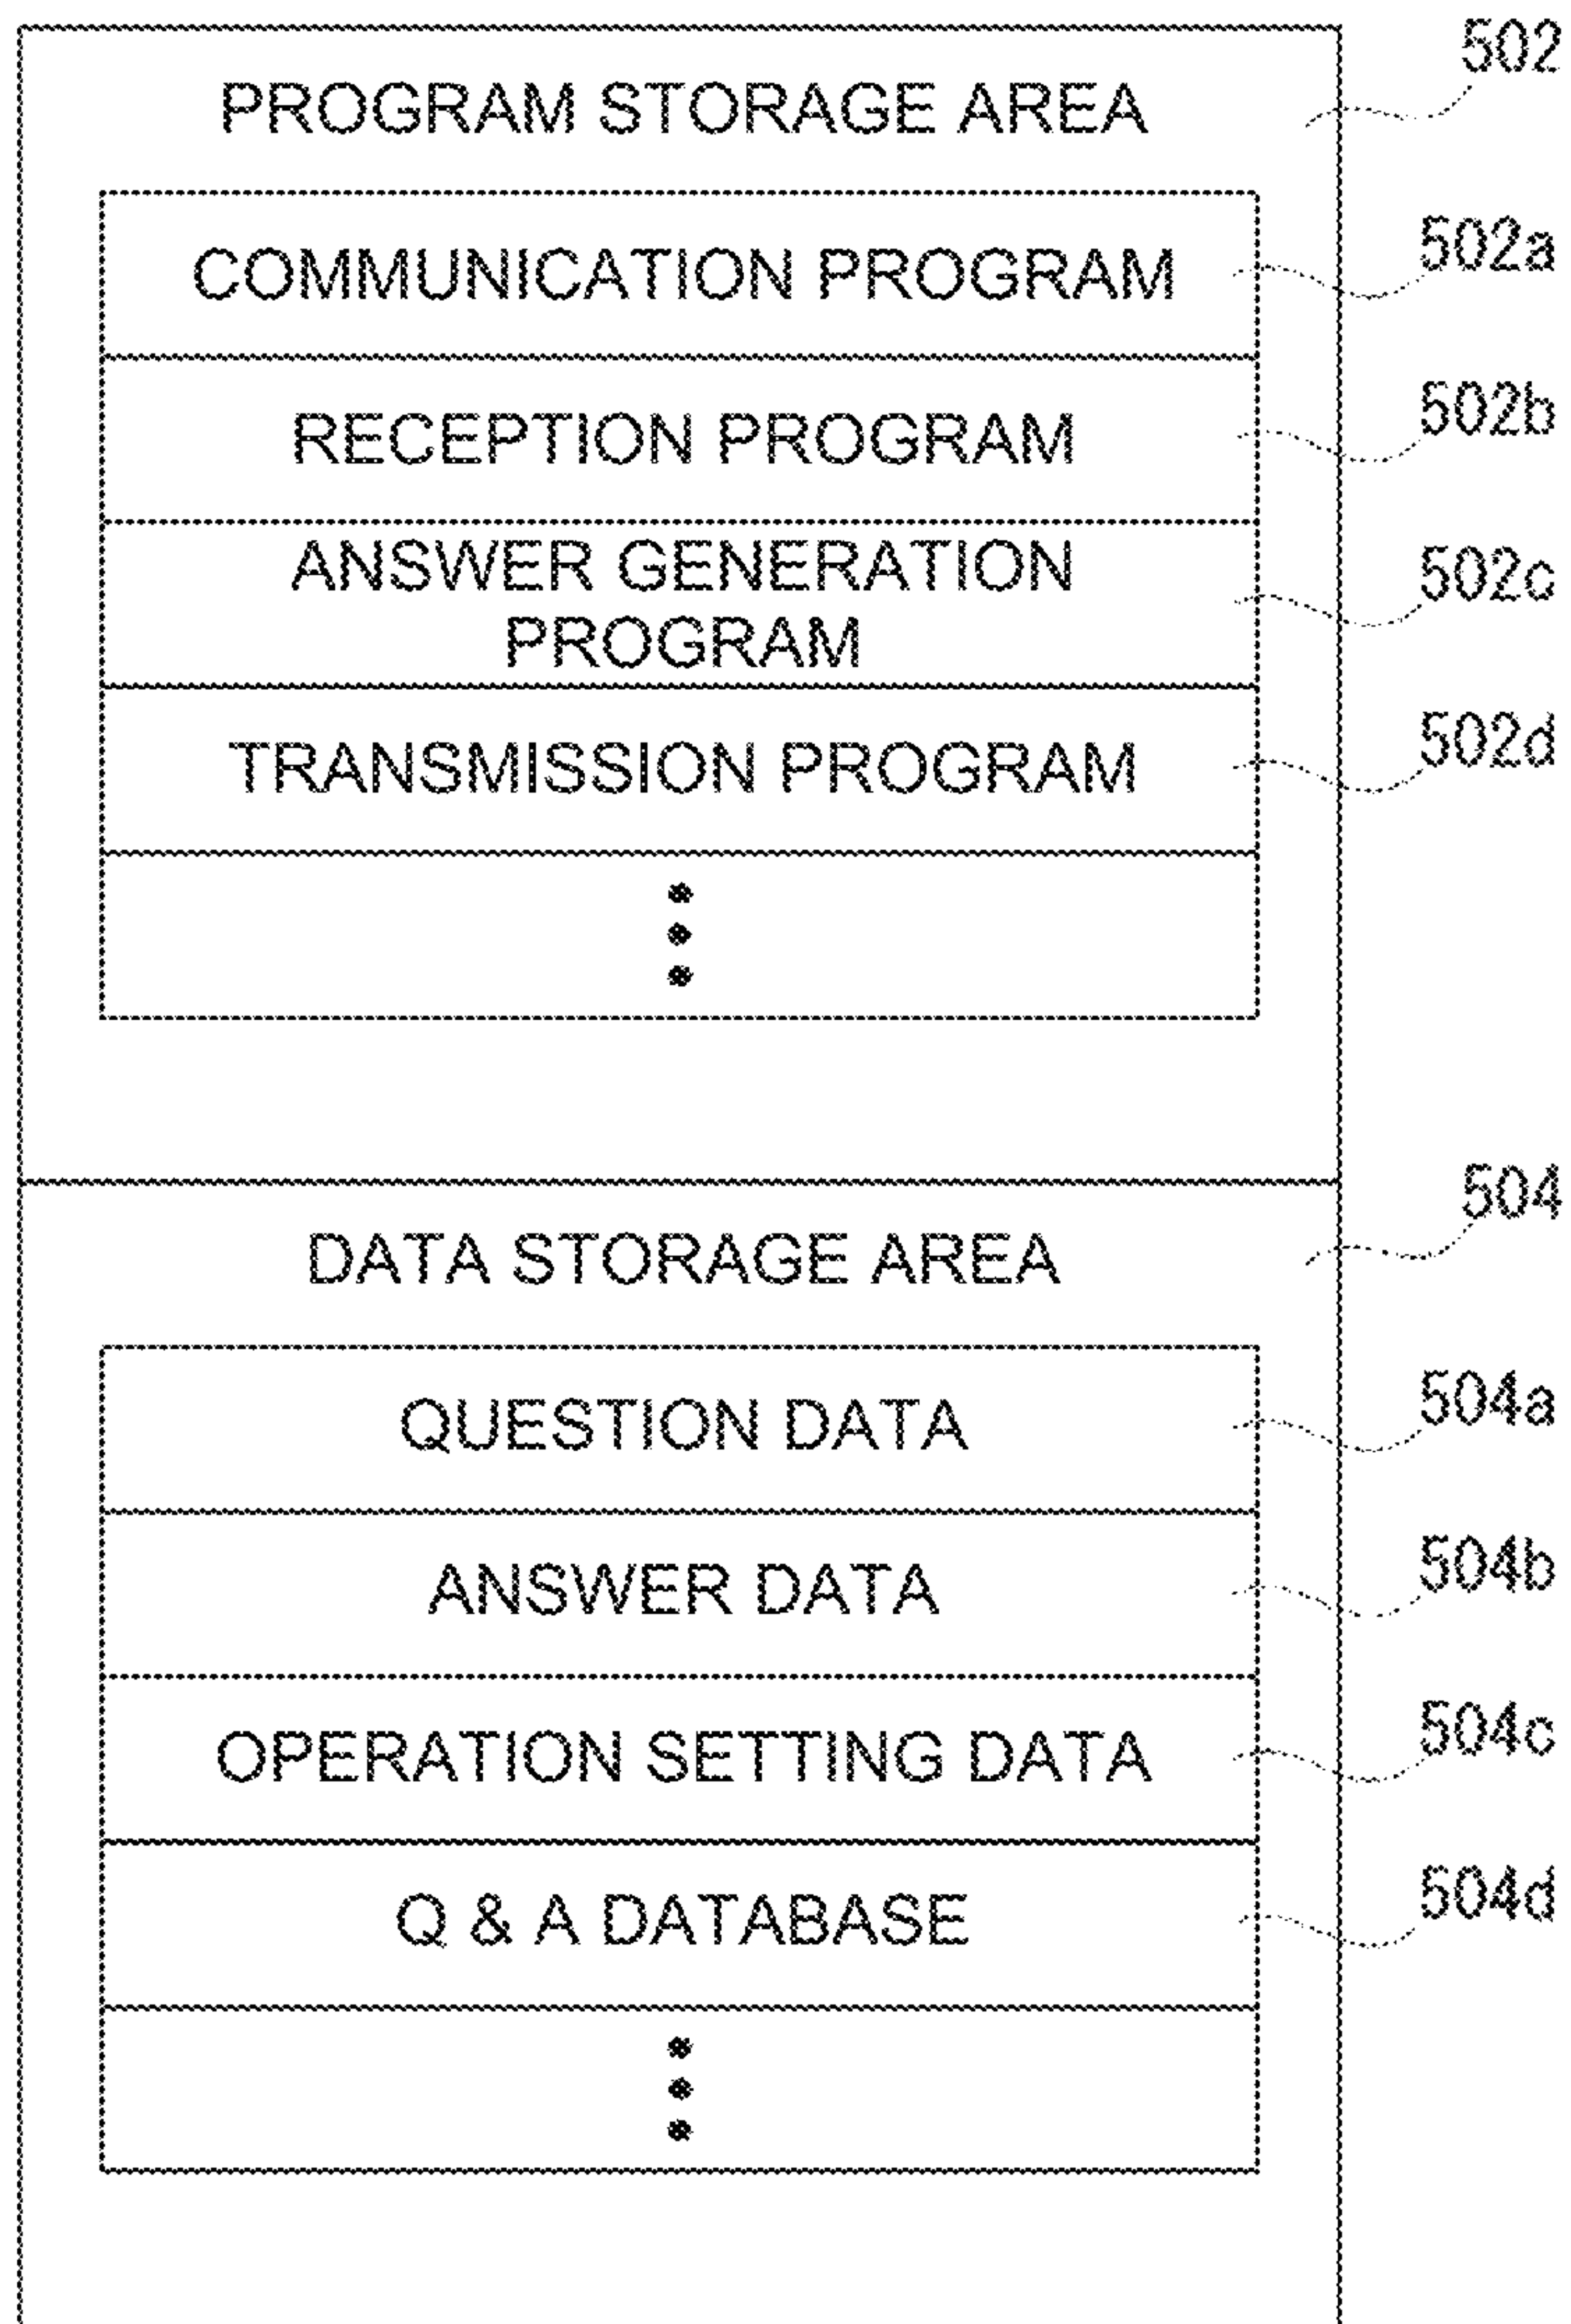 PROGRAM STORAGE AREA 502
COMMUNICATION PROGRAM 502a
RECEPTION PROGRAM 502b
ANSWER GENERATION
PROGRAM 502c
TRANSMISSION PROGRAM 502d
DATA STORAGE AREA 504
QUESTION DATA 504a
ANSWER DATA 504b
OPERATION SETTING DATA 504c
Q & A DATABASE 504d